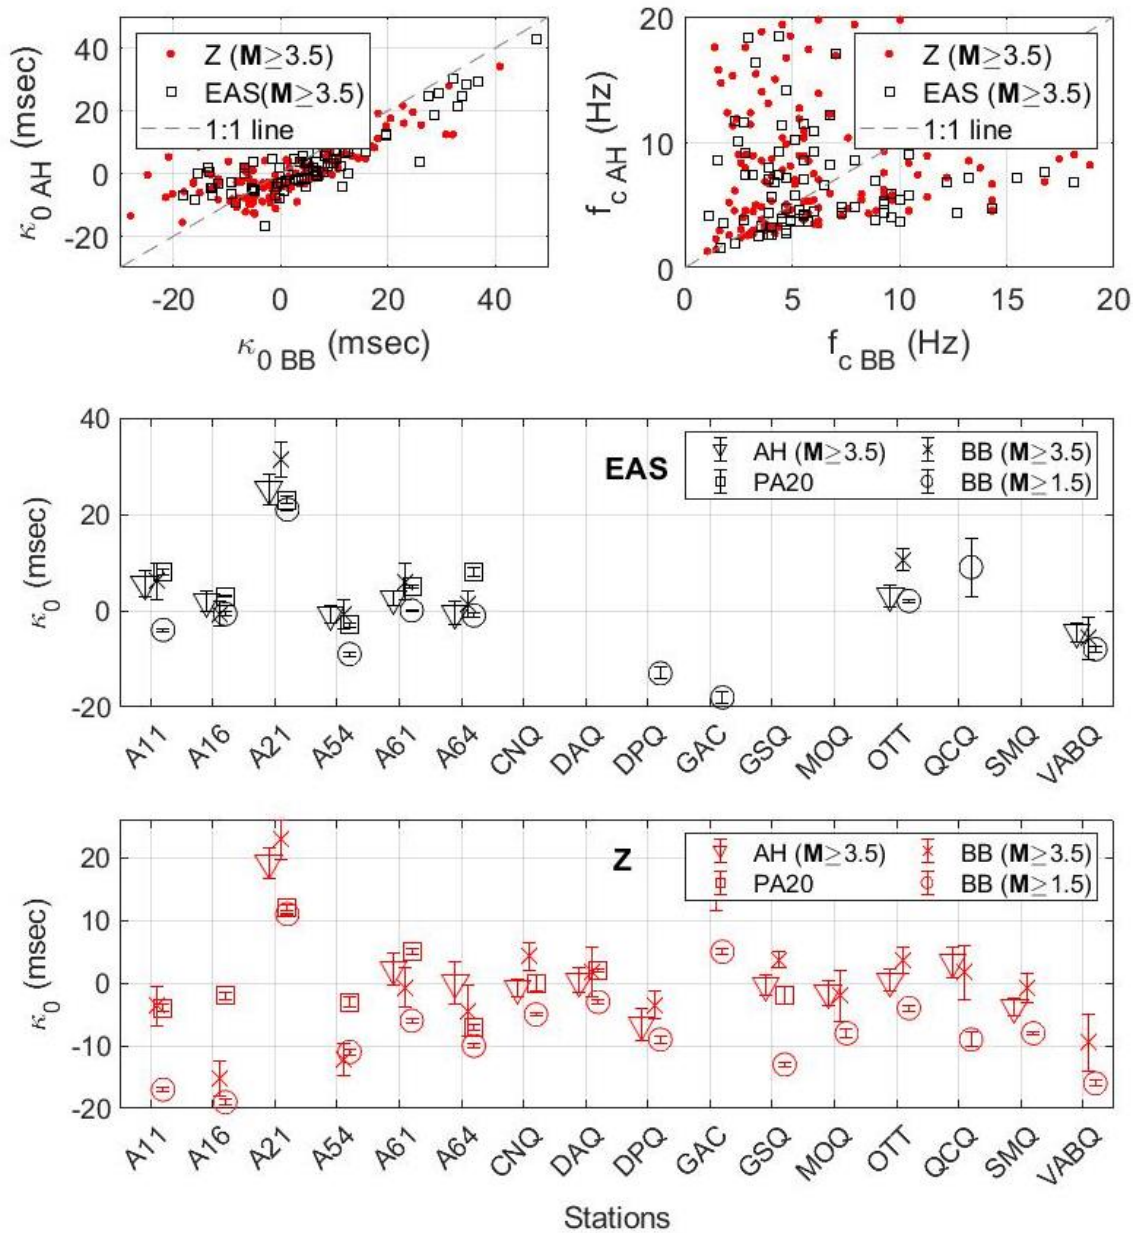 κ0 AH (msec)
40
20
0
-20
Z (M≥3.5)
EAS(M≥3.5)
1:1 line
-20 0 20 40
κ0 BB (msec)
fc AH (Hz)
20
10
0
Z (M≥3.5)
EAS (M≥3.5)
1:1 line
0 5 10 15 20
fc BB (Hz)
κ0 (msec)
40
20
0
-20
EAS
AH (M≥3.5) BB (M≥3.5)
PA20 BB (M≥1.5)
A11 A16 A21 A54 A61 A64 CNQ DAQ DPQ GAC GSQ MOQ OTT QCQ SMQ VABQ
κ0 (msec)
20
10
0
-10
-20
Z
AH (M≥3.5) BB (M≥3.5)
PA20 BB (M≥1.5)
A11 A16 A21 A54 A61 A64 CNQ DAQ DPQ GAC GSQ MOQ OTT QCQ SMQ VABQ
Stations